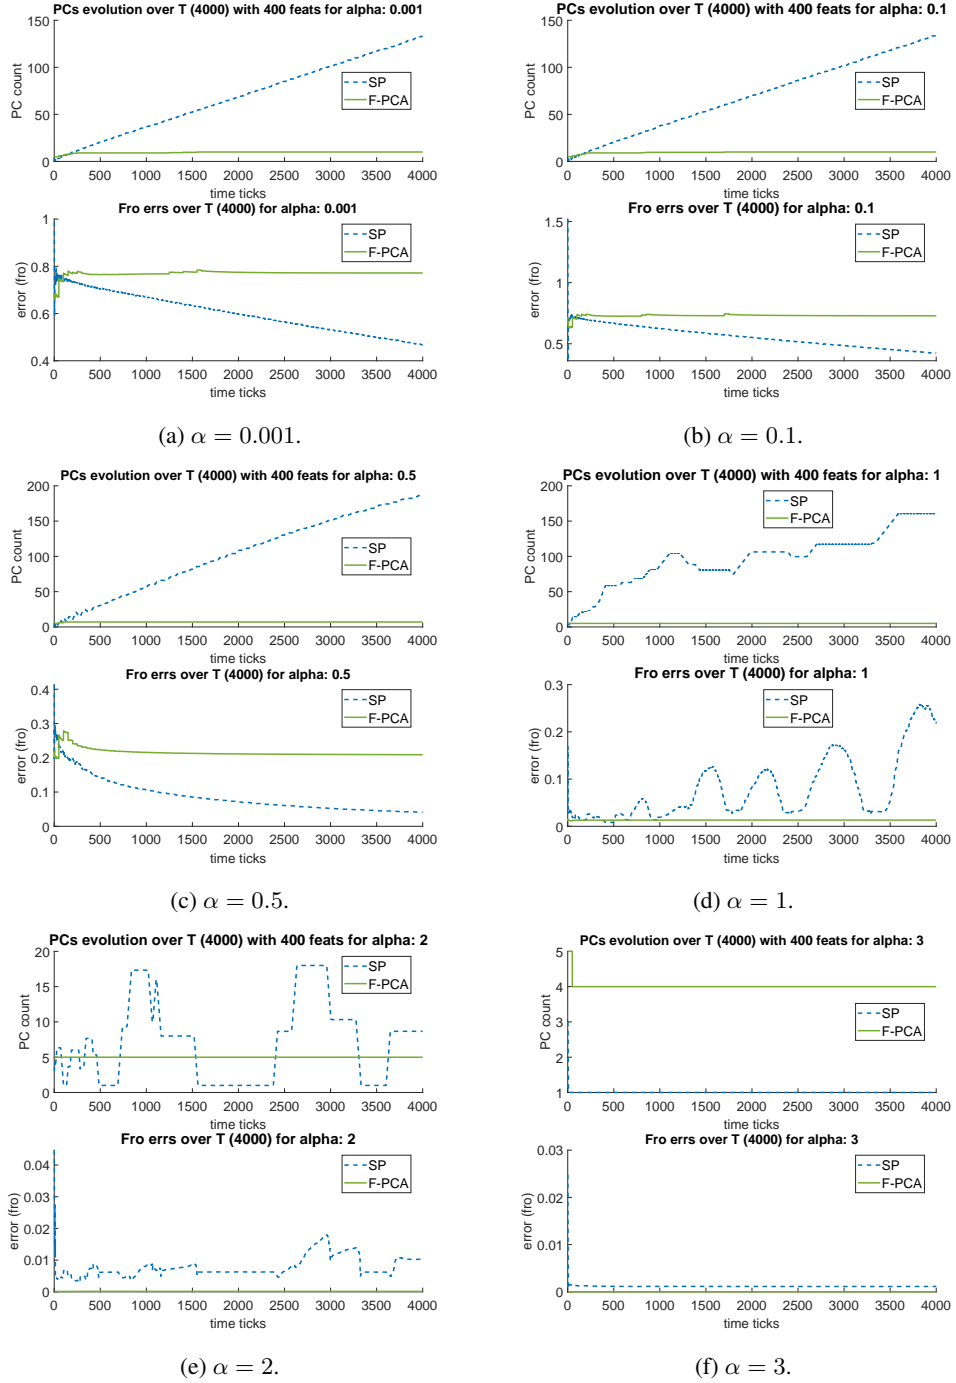 PCs evolution over T (4000) with 400 feats for alpha: 0.001
PC count
150
100
50
0
SP
F-PCA
0 500 1000 1500 2000 2500 3000 3500 4000
time ticks
Fro errs over T (4000) for alpha: 0.001
error (fro)
1
0.8
0.6
0.4
SP
F-PCA
0 500 1000 1500 2000 2500 3000 3500 4000
time ticks
(a) α = 0.001.
PCs evolution over T (4000) with 400 feats for alpha: 0.1
PC count
150
100
50
0
SP
F-PCA
0 500 1000 1500 2000 2500 3000 3500 4000
time ticks
Fro errs over T (4000) for alpha: 0.1
error (fro)
1.5
1
0.5
SP
F-PCA
0 500 1000 1500 2000 2500 3000 3500 4000
time ticks
(b) α = 0.1.
PCs evolution over T (4000) with 400 feats for alpha: 0.5
PC count
200
150
100
50
0
SP
F-PCA
0 500 1000 1500 2000 2500 3000 3500 4000
time ticks
Fro errs over T (4000) for alpha: 0.5
error (fro)
0.4
0.3
0.2
0.1
0
SP
F-PCA
0 500 1000 1500 2000 2500 3000 3500 4000
time ticks
(c) α = 0.5.
PCs evolution over T (4000) with 400 feats for alpha: 1
PC count
200
150
100
50
0
SP
F-PCA
0 500 1000 1500 2000 2500 3000 3500 4000
time ticks
Fro errs over T (4000) for alpha: 1
error (fro)
0.3
0.2
0.1
0
SP
F-PCA
0 500 1000 1500 2000 2500 3000 3500 4000
time ticks
(d) α = 1.
PCs evolution over T (4000) with 400 feats for alpha: 2
PC count
20
15
10
5
0
SP
F-PCA
0 500 1000 1500 2000 2500 3000 3500 4000
time ticks
Fro errs over T (4000) for alpha: 2
error (fro)
0.04
0.03
0.02
0.01
0
SP
F-PCA
0 500 1000 1500 2000 2500 3000 3500 4000
time ticks
(e) α = 2.
PCs evolution over T (4000) with 400 feats for alpha: 3
PC count
5
4
3
2
1
SP
F-PCA
0 500 1000 1500 2000 2500 3000 3500 4000
time ticks
Fro errs over T (4000) for alpha: 3
error (fro)
0.03
0.02
0.01
0
SP
F-PCA
0 500 1000 1500 2000 2500 3000 3500 4000
time ticks
(f) α = 3.